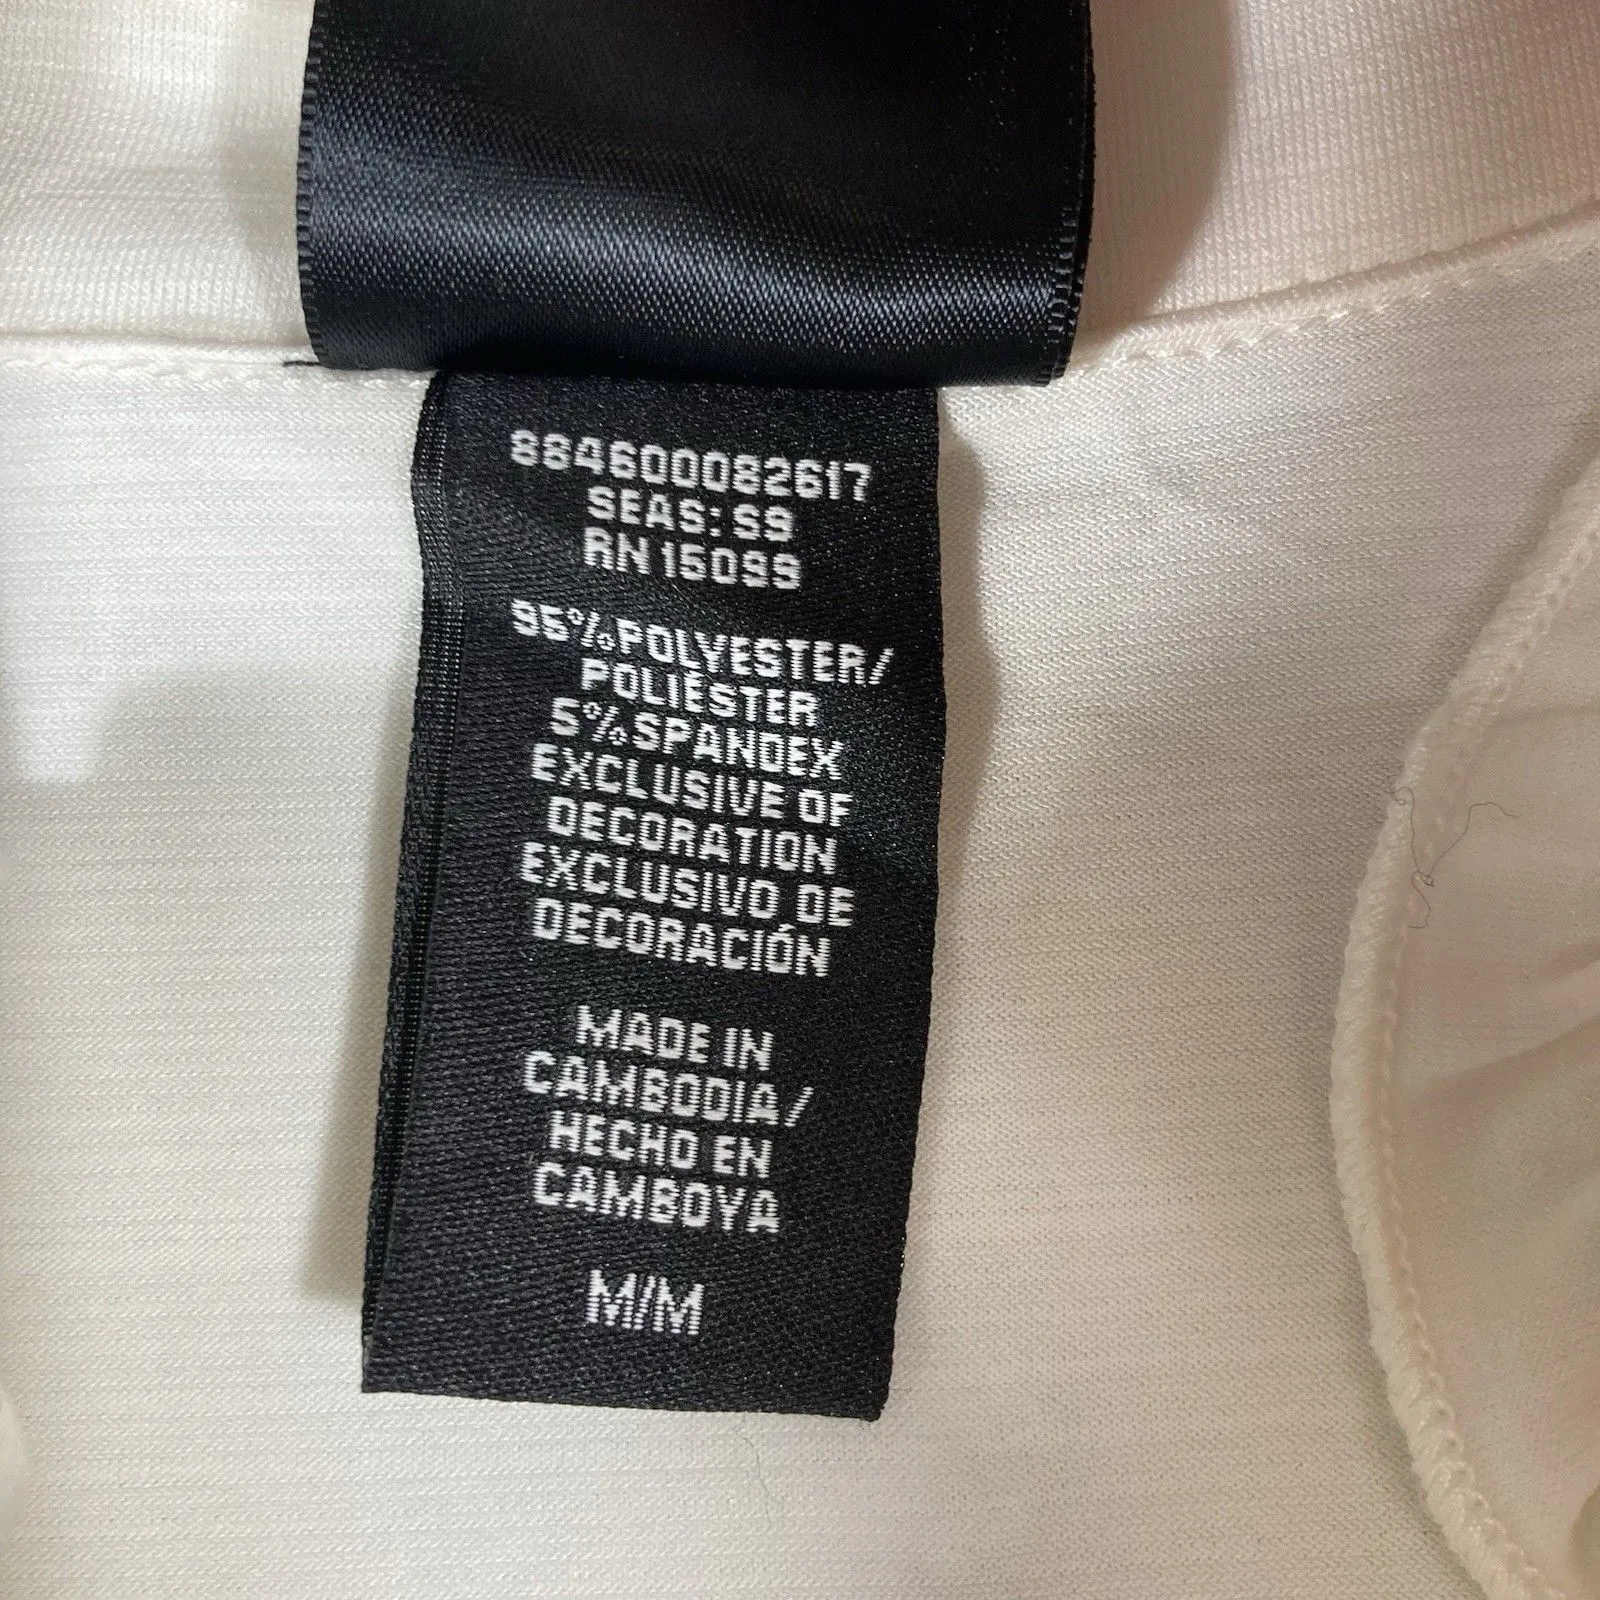 884600082617
SEAS: S9
RN 15099
95% POLYESTER/
POLIÉSTER
5% SPANDEX
EXCLUSIVE OF
DECORATION
EXCLUSIVO DE
DECORACIÓN
MADE IN
CAMBODIA/
HECHO EN
CAMBOYA
M/M